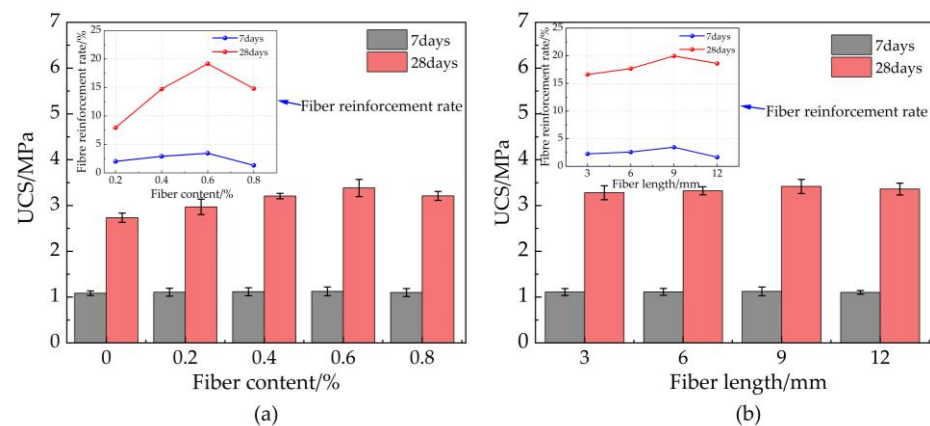 7
6
5
4
3
2
1
0
UCS/MPa
7days
28days
25
20
15
10
5
0
Fibre reinforcement rate/%
7days
28days
0.2 0.4 0.6 0.8
Fiber content/%
Fiber reinforcement rate
0 0.2 0.4 0.6 0.8
Fiber content/%
(a)
7
6
5
4
3
2
1
0
UCS/MPa
7days
28days
25
20
15
10
5
0
Fibre reinforcement rate/%
7days
28days
3 6 9 12
Fiber length/mm
Fiber reinforcement rate
3 6 9 12
Fiber length/mm
(b)